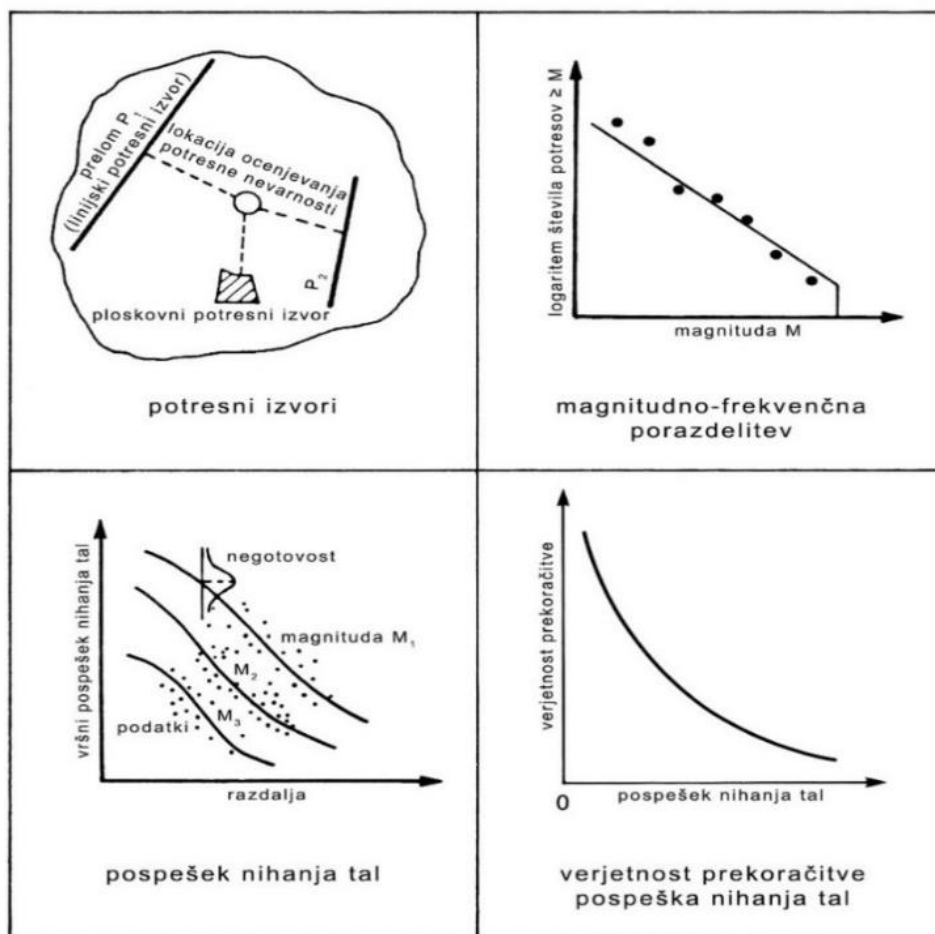 prelom P₁
(linijski potresni izvor)
lokacija ocenjevanja
potresne nevarnosti
P₂
ploskovni potresni izvor
potresni izvori
logaritem števila potresov ≥ M
magnituda M
magnitudno-frekvenčna
porazdelitev
vršni pospešek nihanja tal
negotovost
magnituda M₁
M₂
M₃
podatki
razdalja
pospešek nihanja tal
verjetnost prekoračitve
0
pospešek nihanja tal
verjetnost prekoračitve
pospeška nihanja tal